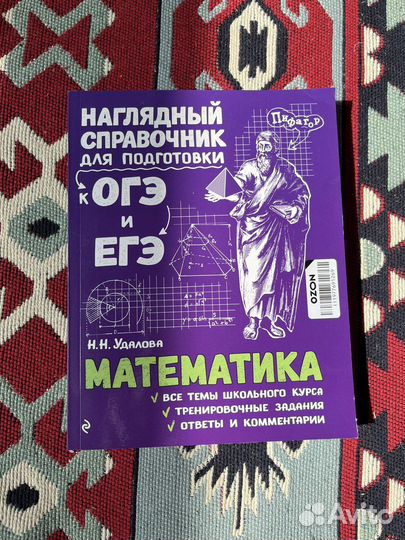 НАГЛЯДНЫЙ
СПРАВОЧНИК
ДЛЯ ПОДГОТОВКИ
к ОГЭ
и
ЕГЭ
Пифагор
OZON
Н.Н. Удалова
МАТЕМАТИКА
ВСЕ ТЕМЫ ШКОЛЬНОГО КУРСА
ТРЕНИРОВОЧНЫЕ ЗАДАНИЯ
ОТВЕТЫ И КОММЕНТАРИИ
Avito